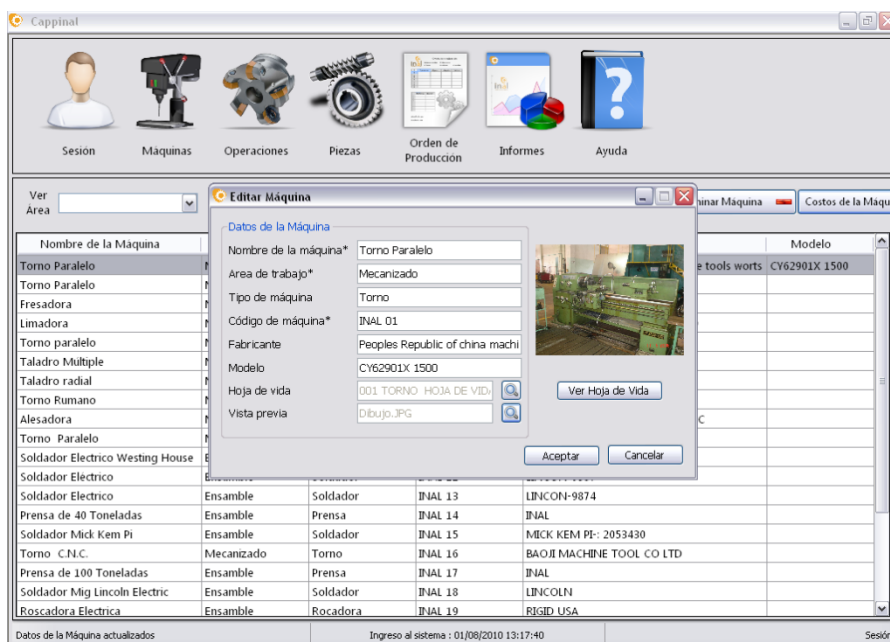 Cappinal
Sesión
Máquinas
Operaciones
Piezas
Orden de
Producción
Informes
Ayuda
Ver
Área
Máquina
Costos de la Máqu
Editar Máquina
Datos de la Máquina
Nombre de la máquina* Torno Paralelo
Area de trabajo* Mecanizado
Tipo de máquina Torno
Código de máquina* INAL 01
Fabricante Peoples Republic of china machi
Modelo CY62901X 1500
Hoja de vida 001 TORNO HOJA DE VID
Vista previa Dibujo.JPG
Ver Hoja de Vida
Aceptar Cancelar
Nombre de la Máquina Modelo
Torno Paralelo tools worts CY62901X 1500
Torno Paralelo
Fresadora
Limadora
Torno paralelo
Taladro Multiple
Taladro radial
Torno Rumano
Alesadora
Torno Paralelo
Soldador Electrico Westing House
Soldador Eléctrico
Soldador Electrico Ensamble Soldador INAL 13 LINCON-9874
Prensa de 40 Toneladas Ensamble Prensa INAL 14 INAL
Soldador Mick Kem Pi Ensamble Soldador INAL 15 MICK KEM PI-: 2053430
Torno C.N.C. Mecanizado Torno INAL 16 BAOJI MACHINE TOOL CO LTD
Prensa de 100 Toneladas Ensamble Prensa INAL 17 INAL
Soldador Mig Lincoln Electric Ensamble Soldador INAL 18 LINCOLN
Roscadora Electrica Ensamble Rocadora INAL 19 RIGID USA
Datos de la Máquina actualizados Ingreso al sistema : 01/08/2010 13:17:40 Sesión